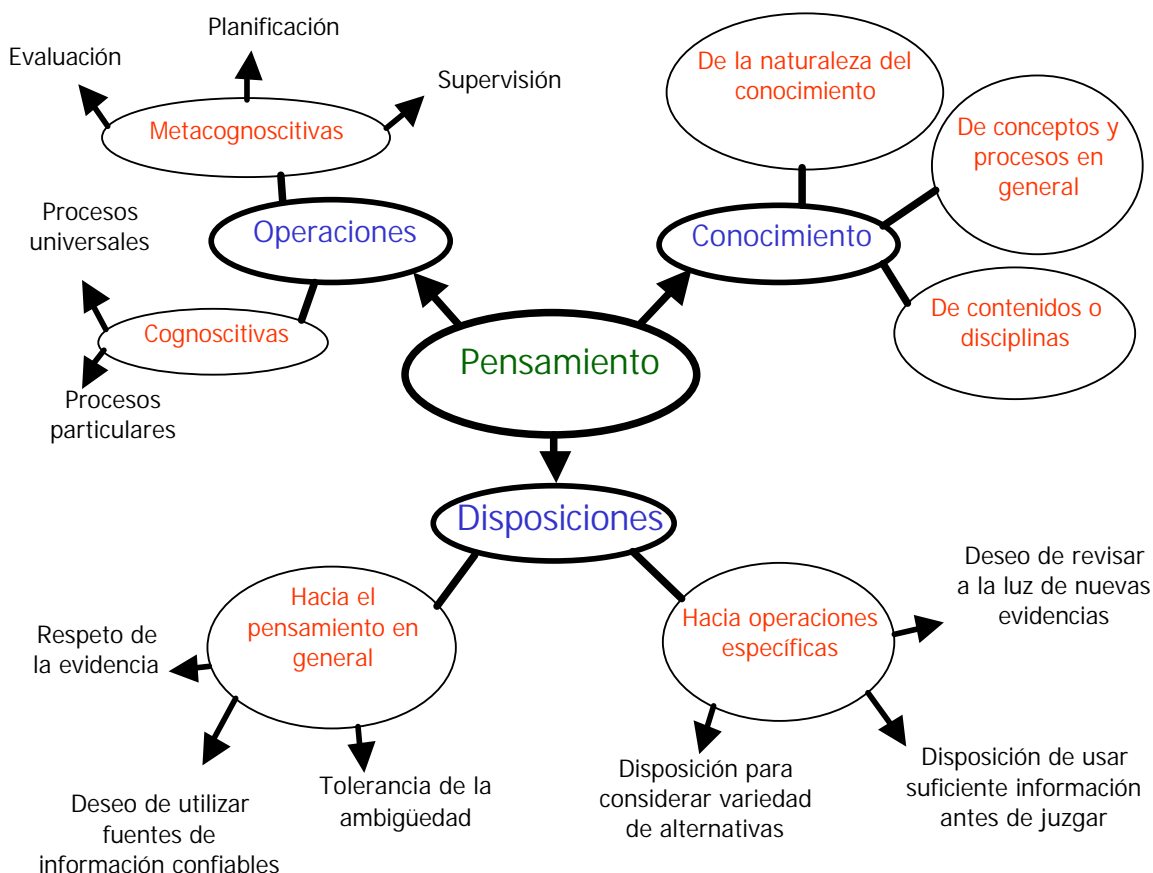 Planificación
Evaluación
Supervisión
Metacognoscitivas
Procesos
universales
Operaciones
Cognoscitivas
Procesos
particulares
De la naturaleza del
conocimiento
De conceptos y
procesos en
general
Conocimiento
De contenidos o
disciplinas
Pensamiento
Disposiciones
Hacia el
pensamiento en
general
Respeto de
la evidencia
Deseo de utilizar
fuentes de
información confiables
Tolerancia de la
ambigüedad
Hacia operaciones
específicas
Deseo de revisar
a la luz de nuevas
evidencias
Disposición para
considerar variedad
de alternativas
Disposición de usar
suficiente información
antes de juzgar